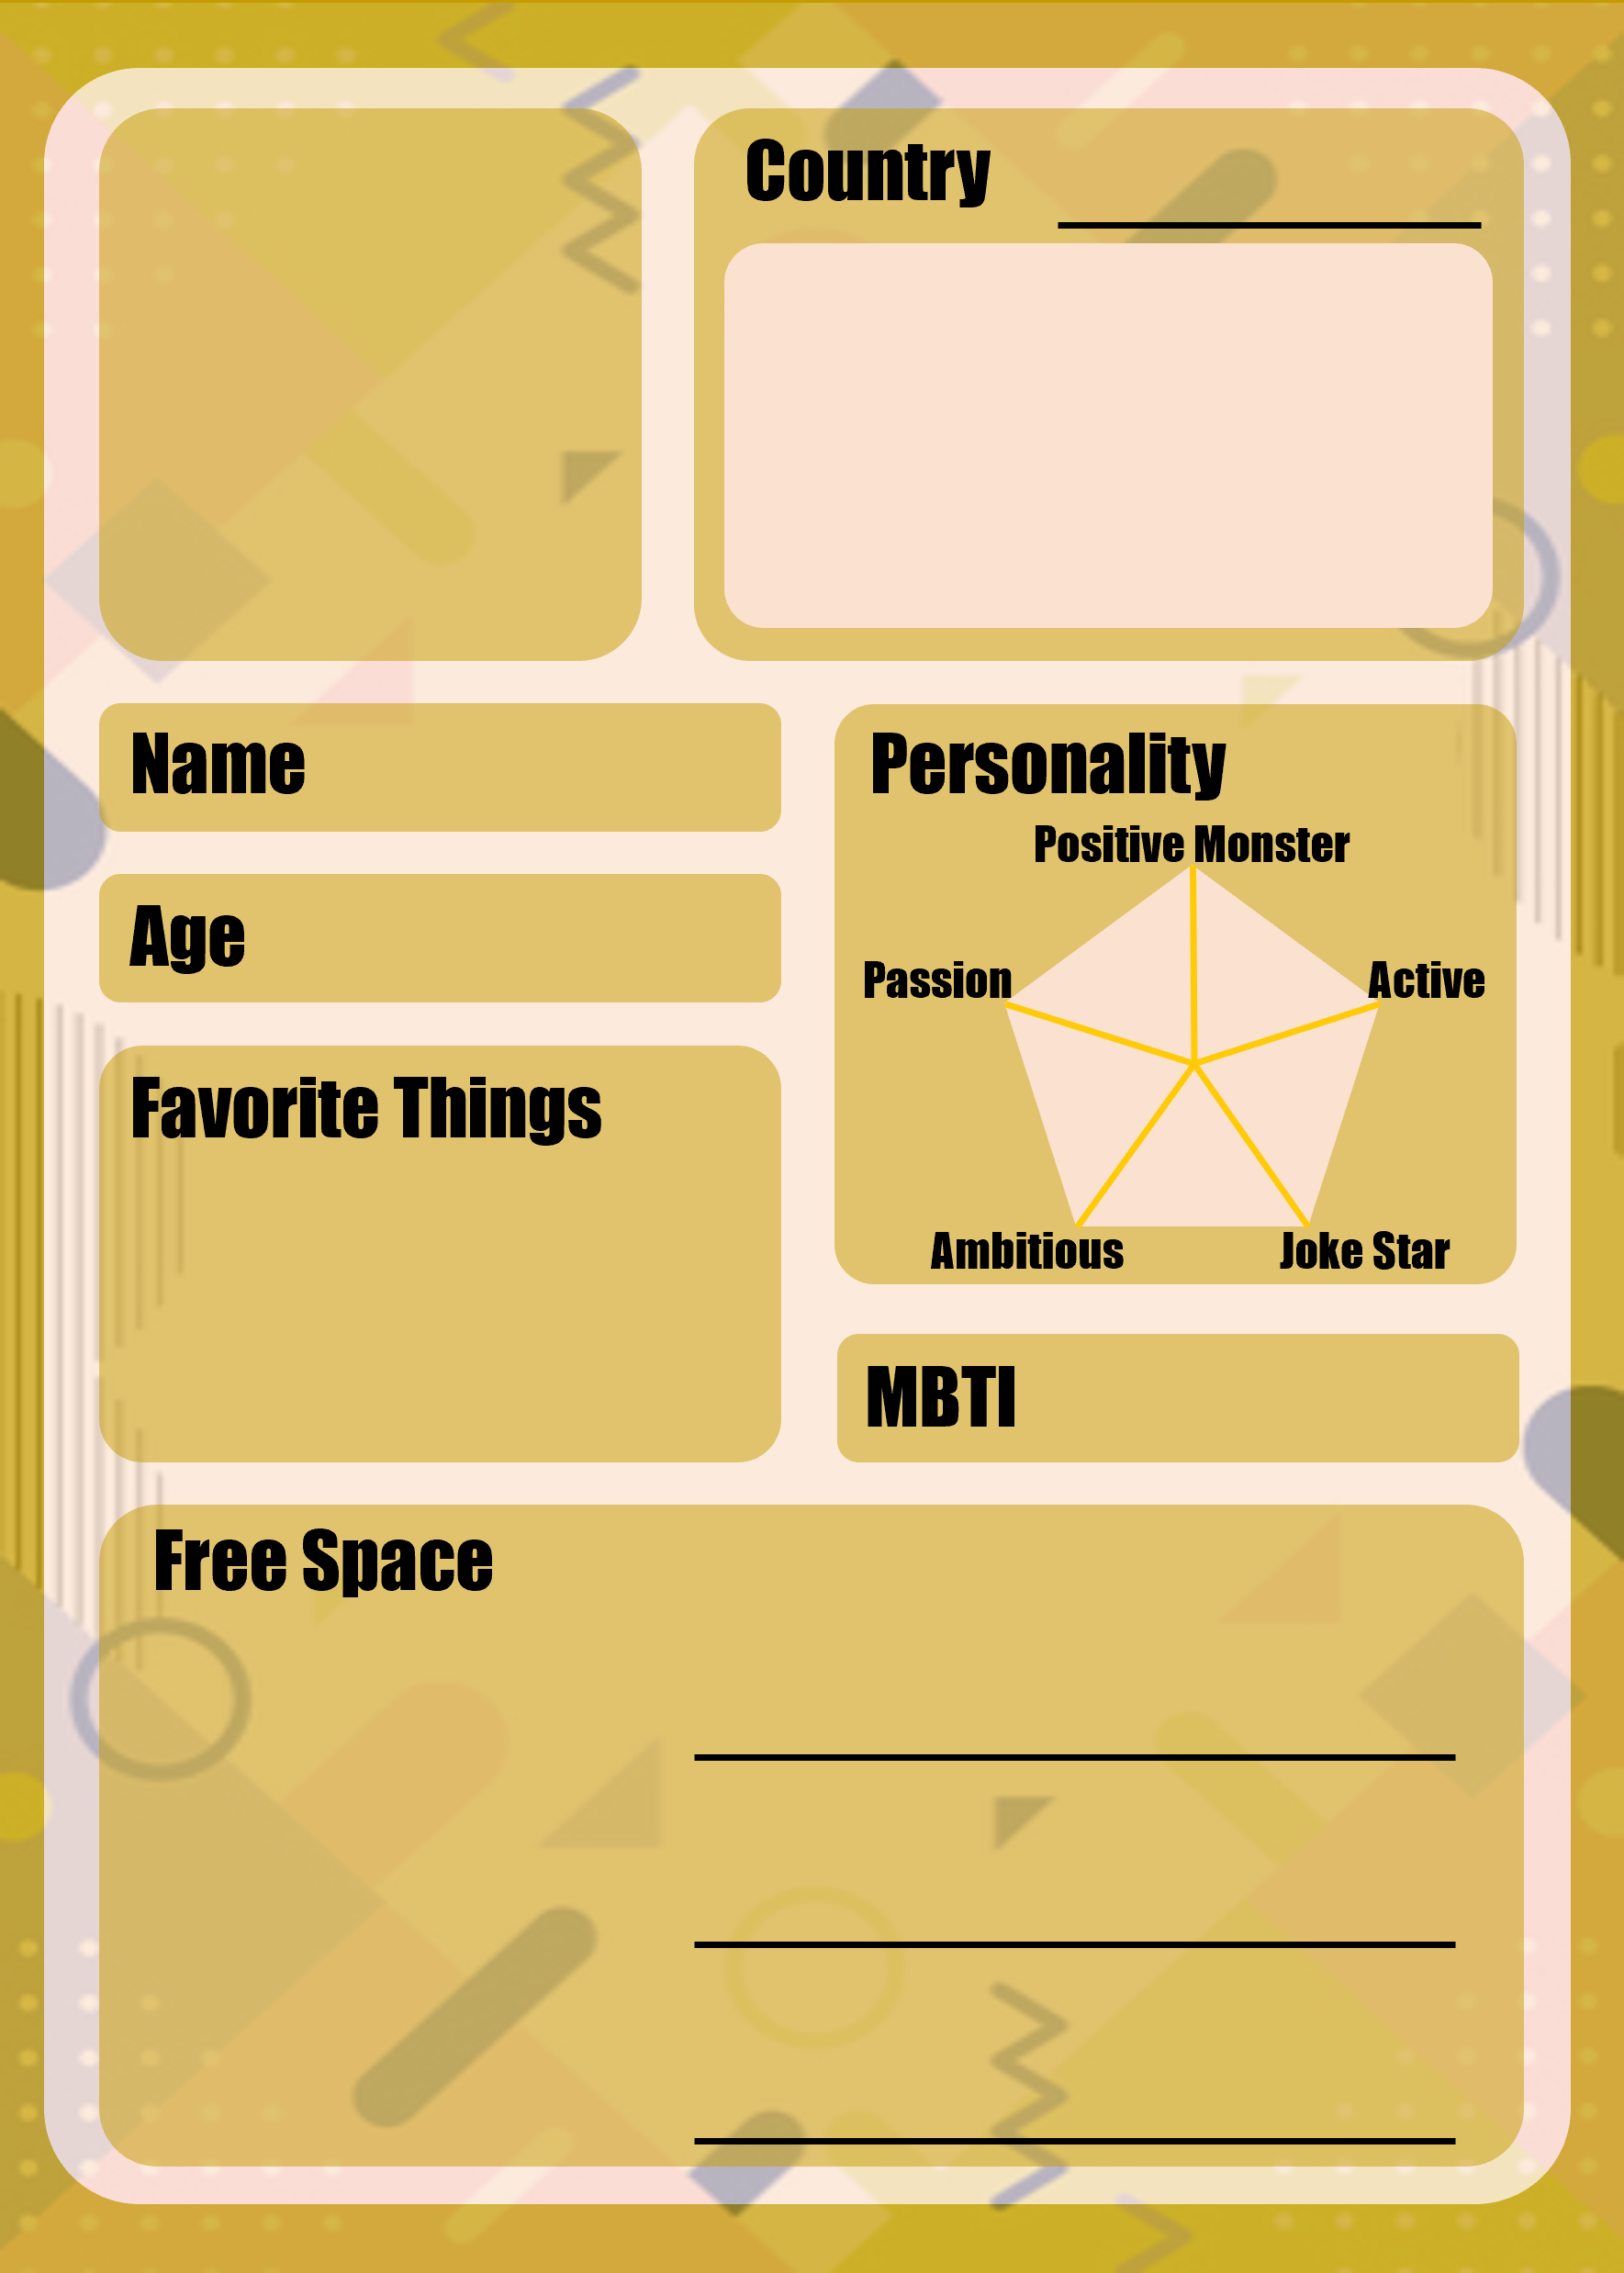 Country
Name
Personality
Positive Monster
Age
Passion
Active
Favorite Things
Ambitious
Joke Star
MBTI
Free Space